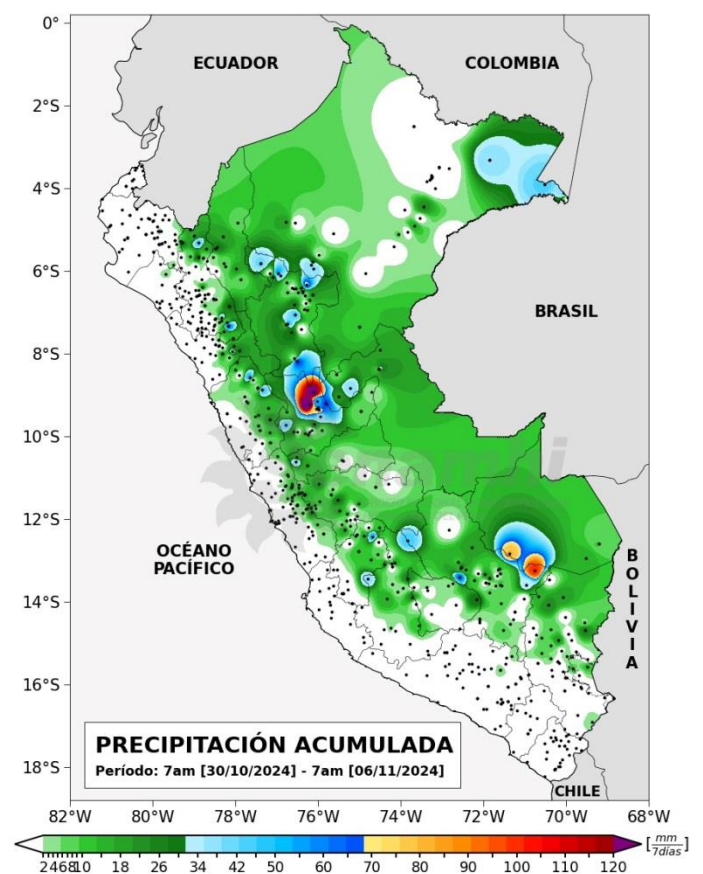 0°
2°S
4°S
6°S
8°S
10°S
12°S
14°S
16°S
18°S
ECUADOR
COLOMBIA
BRASIL
OCÉANO
PACÍFICO
B
O
L
I
V
I
A
CHILE
PRECIPITACIÓN ACUMULADA
Período: 7am [30/10/2024] - 7am [06/11/2024]
82°W 80°W 78°W 76°W 74°W 72°W 70°W 68°W
2 4 6 8 10 18 26 34 42 50 60 70 80 90 100 110 120 [mm/7dias]